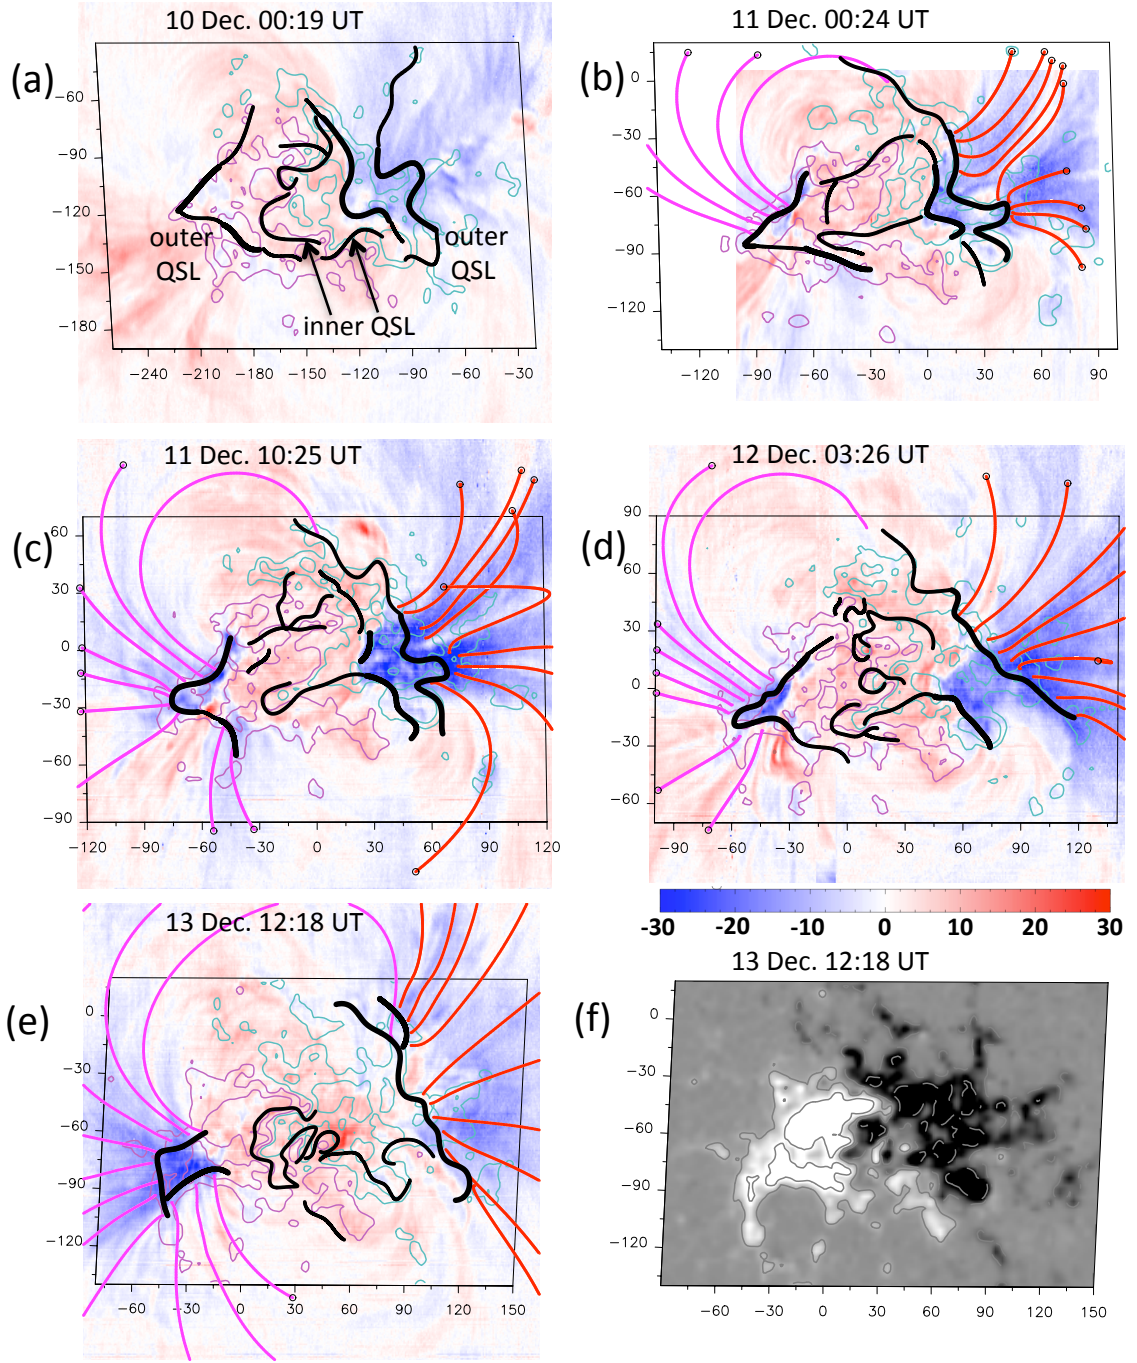 10 Dec. 00:19 UT
11 Dec. 00:24 UT
(a)
−60
−90
−120
−150
−180
outer
QSL
outer
QSL
inner QSL
−240 −210 −180 −150 −120 −90 −60 −30
(b)
0
−30
−60
−90
−120
−120 −90 −60 −30 0 30 60 90
11 Dec. 10:25 UT
12 Dec. 03:26 UT
(c)
60
30
0
−30
−60
−90
−120 −90 −60 −30 0 30 60 90 120
(d)
90
60
30
0
−30
−60
−90 −60 −30 0 30 60 90 120
-30 -20 -10 0 10 20 30
13 Dec. 12:18 UT
13 Dec. 12:18 UT
(e)
0
−30
−60
−90
−120
−60 −30 0 30 60 90 120 150
(f)
0
−30
−60
−90
−120
−60 −30 0 30 60 90 120 150